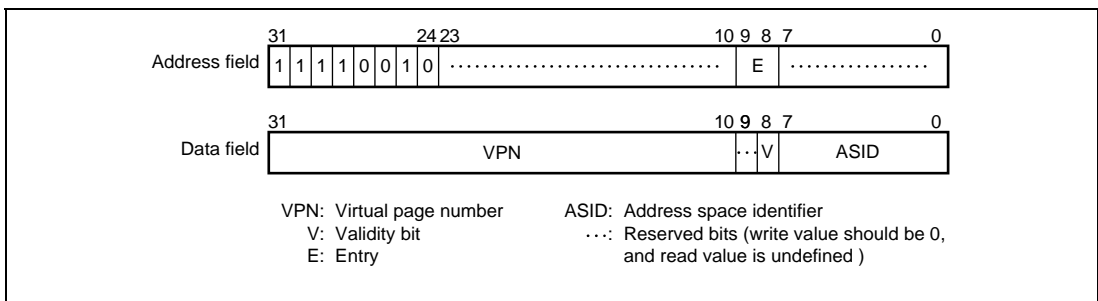 31 24 23 10 9 8 7 0
Address field 1 1 1 1 0 0 1 0 ································ E ················
31 10 9 8 7 0
Data field VPN ··· V ASID
VPN: Virtual page number ASID: Address space identifier
V: Validity bit ···: Reserved bits (write value should be 0,
E: Entry and read value is undefined )